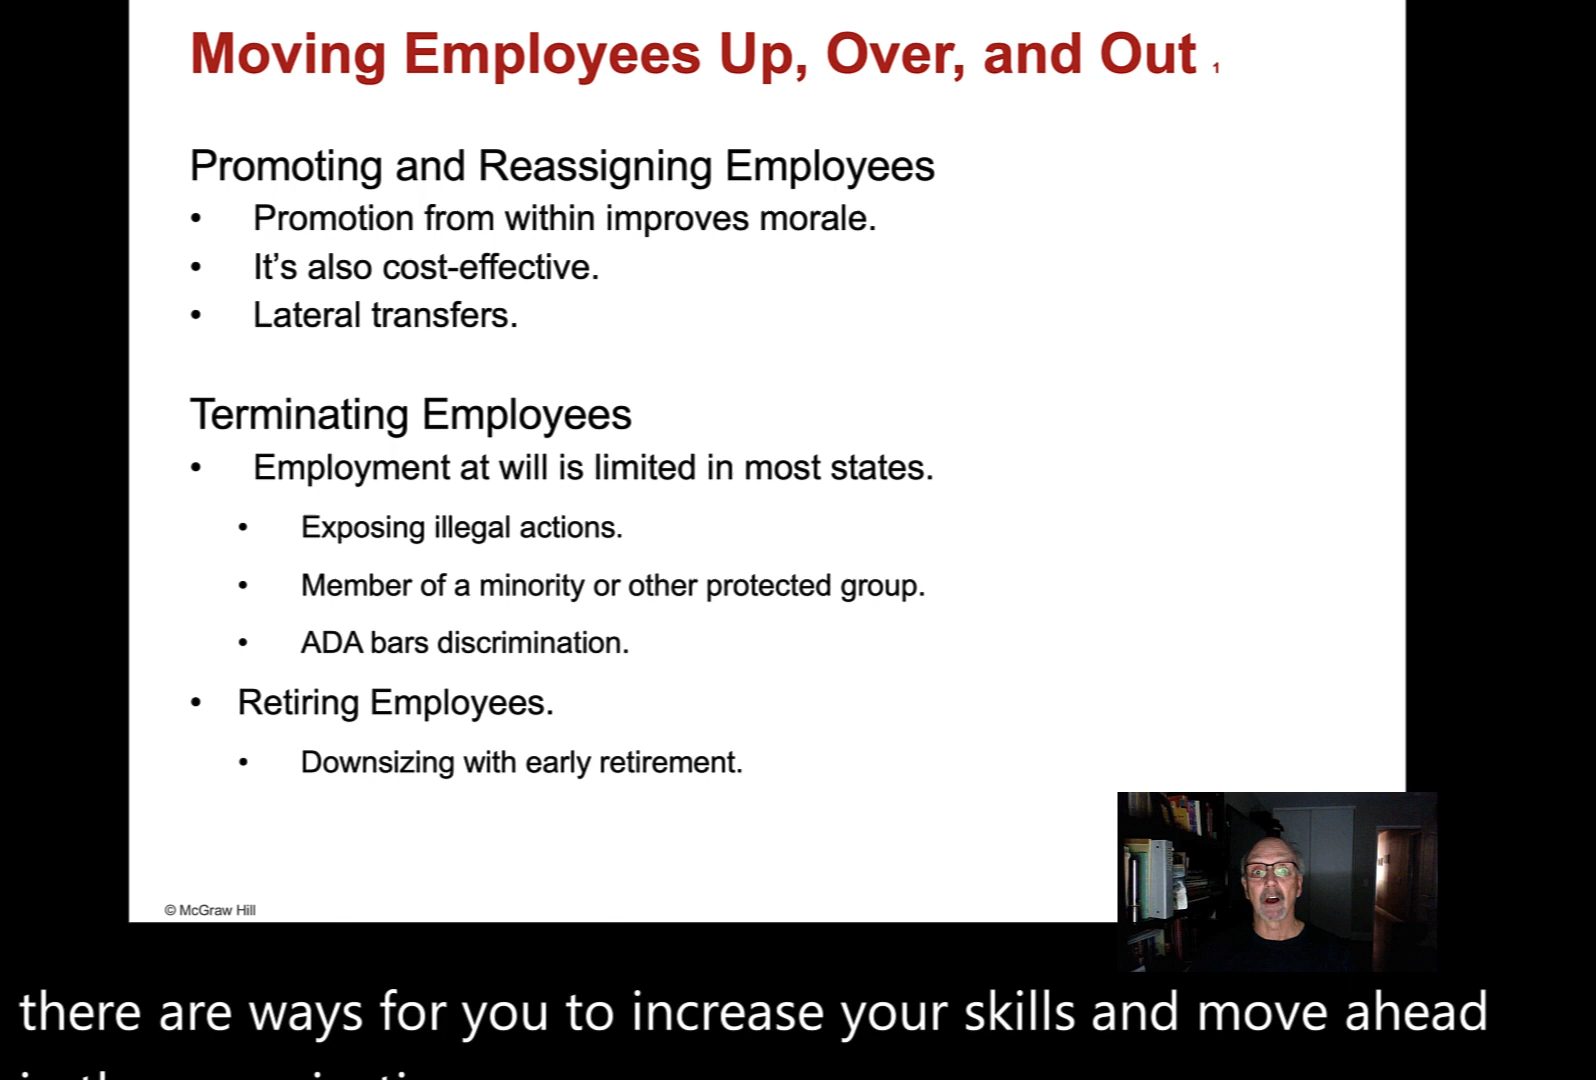 Moving Employees Up, Over, and Out 1
Promoting and Reassigning Employees
• Promotion from within improves morale.
• It’s also cost-effective.
• Lateral transfers.
Terminating Employees
• Employment at will is limited in most states.
• Exposing illegal actions.
• Member of a minority or other protected group.
• ADA bars discrimination.
• Retiring Employees.
• Downsizing with early retirement.
© McGraw Hill
there are ways for you to increase your skills and move ahead